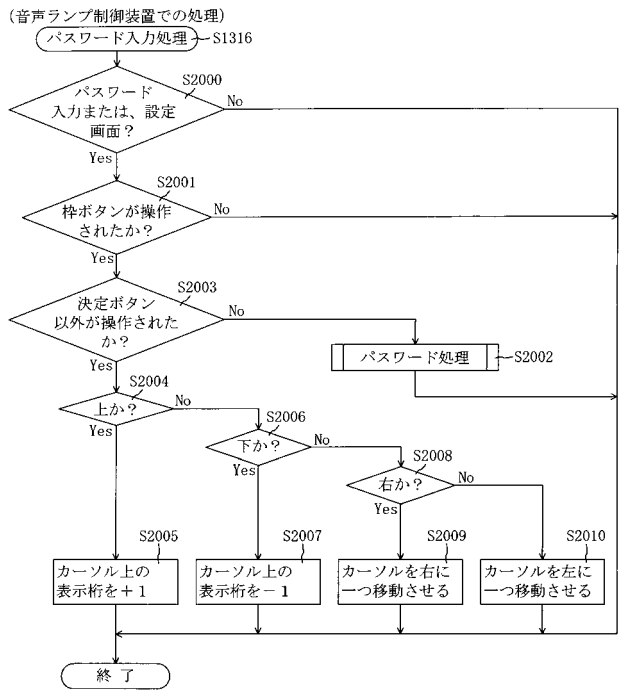 (音声ランプ制御装置での処理)
パスワード入力処理
S1316
S2000
パスワード
入力または、設定
画面？
No
Yes
S2001
枠ボタンが操作
されたか？
No
Yes
S2003
決定ボタン
以外が操作された
か？
No
Yes
パスワード処理
S2002
S2004
上か？
No
Yes
S2006
下か？
No
Yes
S2008
右か？
No
Yes
S2005
カーソル上の
表示桁を＋1
S2007
カーソル上の
表示桁を－1
S2009
カーソルを右に
一つ移動させる
S2010
カーソルを左に
一つ移動させる
終 了